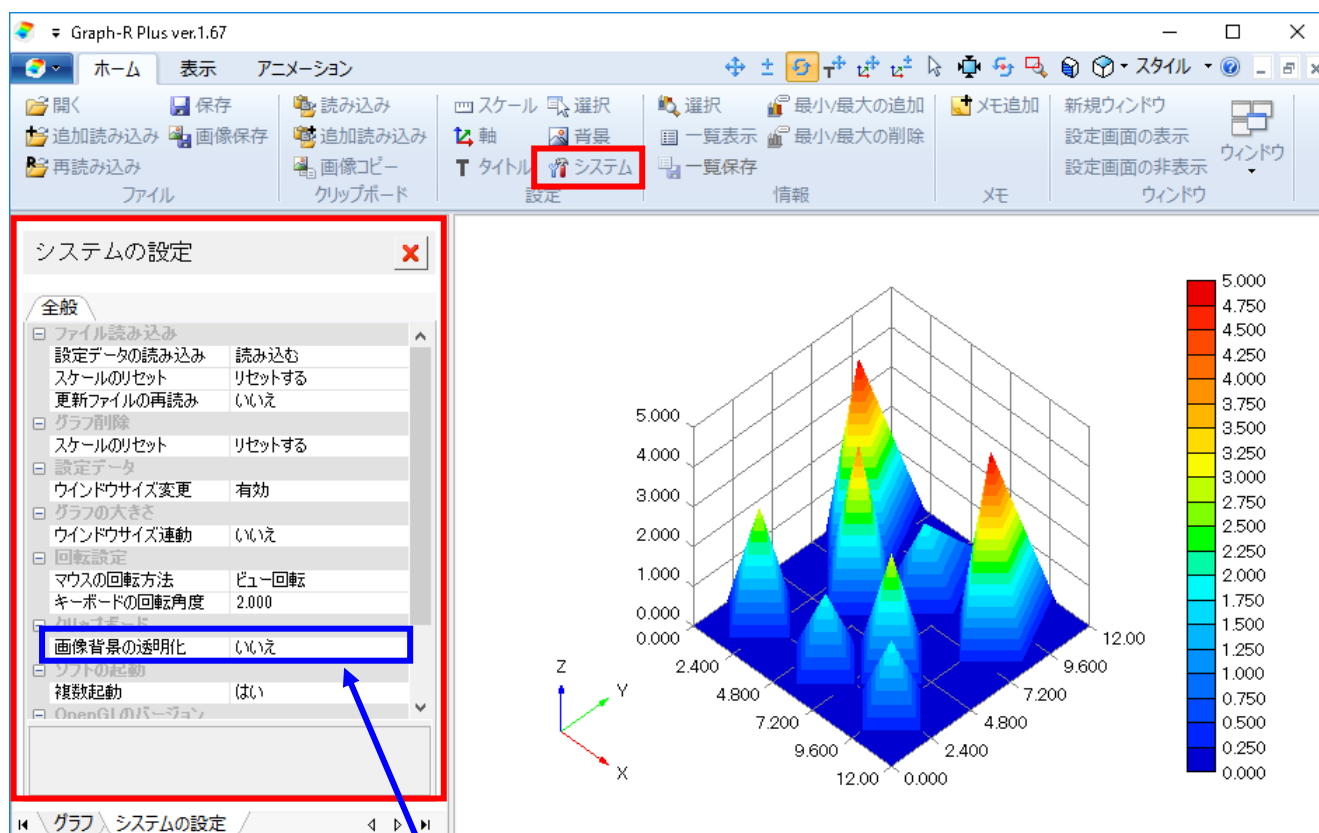 Graph-R Plus ver.1.67
ホーム 表示 アニメーション スタイル
開く 保存 読み込み スケール 選択 選択 最小/最大の追加 メモ追加 新規ウィンドウ
追加読み込み 画像保存 追加読み込み 軸 背景 一覧表示 最小/最大の削除 設定画面の表示 ウィンドウ
再読み込み 画像コピー T タイトル システム 一覧保存 設定画面の非表示
ファイル クリップボード 設定 情報 メモ ウィンドウ
システムの設定
全般
ファイル読み込み
設定データの読み込み 読み込む
スケールのリセット リセットする
更新ファイルの再読み いいえ
グラフ削除
スケールのリセット リセットする
設定データ
ウインドウサイズ変更 有効
グラフの大きさ
ウインドウサイズ連動 いいえ
回転設定
マウスの回転方法 ビュー回転
キーボードの回転角度 2.000
クリップボード
画像背景の透明化 いいえ
ソフトの起動
複数起動 はい
OpenGLのバージョン
グラフ システムの設定
5.000
4.000
3.000
2.000
1.000
0.000
0.000
2.400
4.800
7.200
9.600
12.00
0.000
2.400
4.800
7.200
9.600
12.00
Z
Y
X
5.000
4.750
4.500
4.250
4.000
3.750
3.500
3.250
3.000
2.750
2.500
2.250
2.000
1.750
1.500
1.250
1.000
0.750
0.500
0.250
0.000